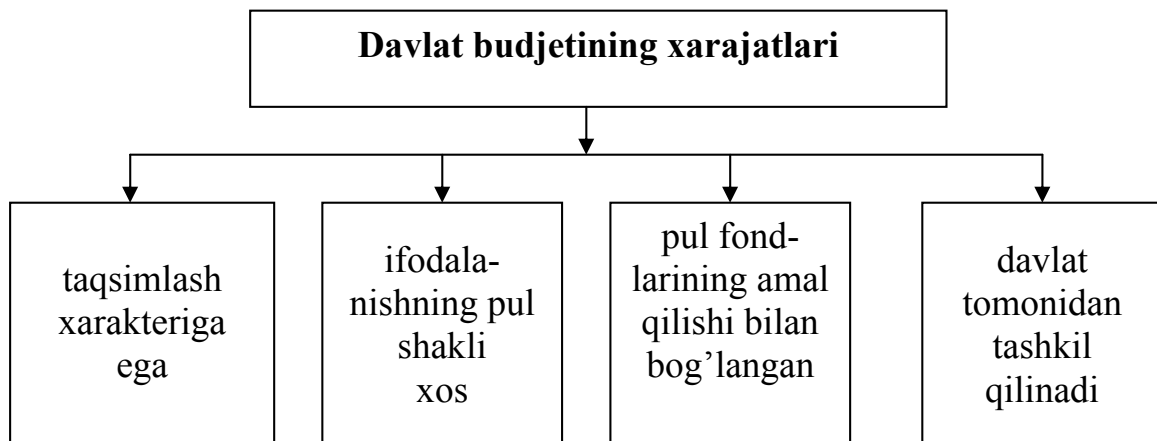 Davlat budjetining xarajatlari
taqsimlash
xarakteriga
ega
ifodala-
nishning pul
shakli
xos
pul fond-
larining amal
qilishi bilan
bog’langan
davlat
tomonidan
tashkil
qilinadi